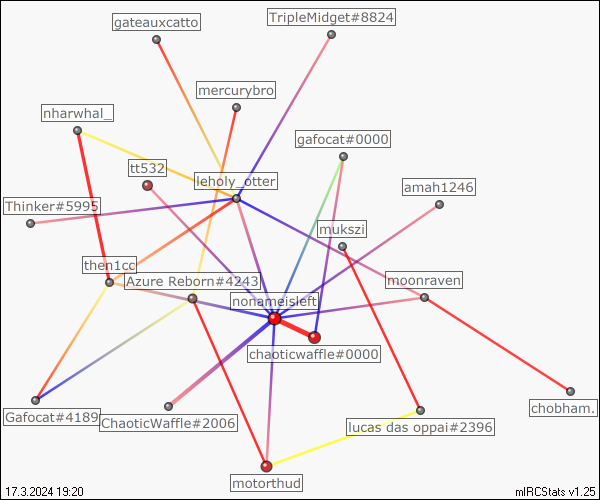 TripleMidget#8824
gateauxcatto
mercurybro
nharwhal_
gafocat#0000
tt532
leholy_otter
amah1246
Thinker#5995
mukszi
then1cc
Azure Reborn#4243
moonraven
nonameisleft
chaoticwaffle#0000
chobham.
Gafocat#4189
ChaoticWaffle#2006
lucas das oppai#2396
motorthud
17.3.2024 19:20
mIRCStats v1.25